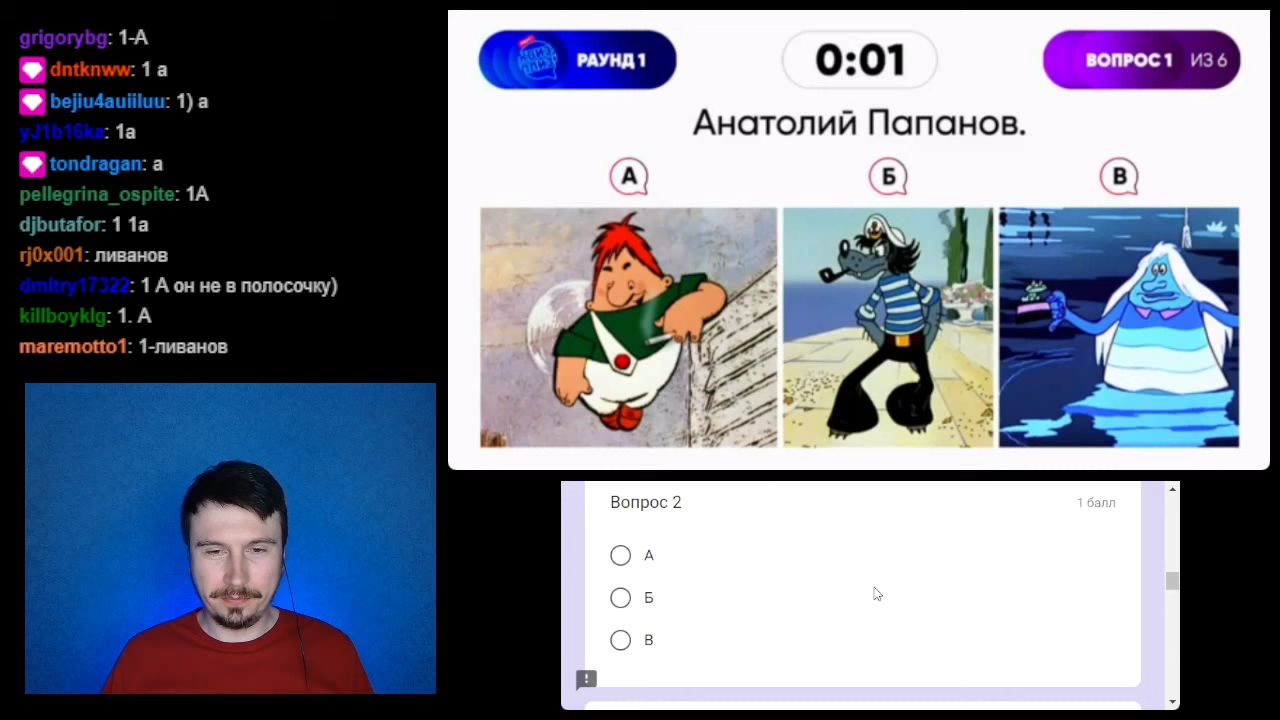 grigorybg: 1-А
dntknww: 1 а
bejiu4auiiluu: 1) а
yJ1b16ka: 1а
tondragan: а
pellegrina_ospite: 1А
djbutafor: 1 1а
rj0x001: ливанов
dmitry17322: 1 А он не в полосочку)
killboyklg: 1. А
maremotto1: 1-ливанов
РАУНД 1
0:01
ВОПРОС 1 ИЗ 6
Анатолий Папанов.
А Б В
Вопрос 2
1 балл
А
Б
В